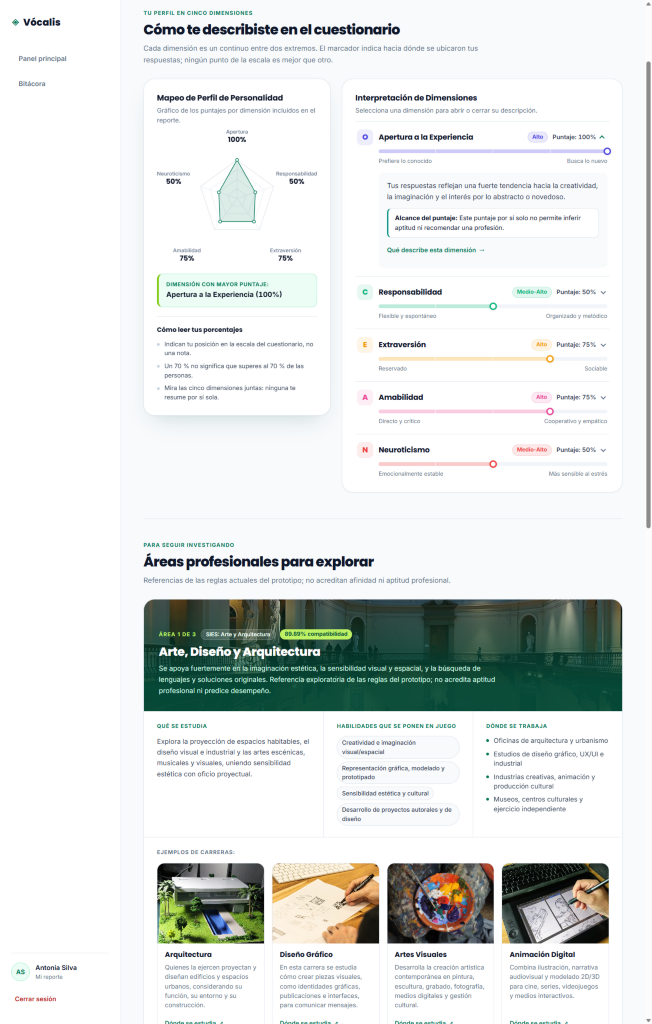 Vócalis
Panel principal
Bitácora
TU PERFIL EN CINCO DIMENSIONES
Cómo te describiste en el cuestionario
Cada dimensión es un continuo entre dos extremos. El marcador indica hacia dónde se ubicaron tus
respuestas; ningún punto de la escala es mejor que otro.
Mapeo de Perfil de Personalidad
Gráfico de los puntajes por dimensión incluidos en el
reporte.
Apertura
100%
Neuroticismo
50%
Responsabilidad
50%
Amabilidad
75%
Extraversión
75%
DIMENSIÓN CON MAYOR PUNTAJE:
Apertura a la Experiencia (100%)
Cómo leer tus porcentajes
Indican tu posición en la escala del cuestionario, no
una nota.
Un 70 % no significa que superes al 70 % de las
personas.
Mira las cinco dimensiones juntas: ninguna te
resume por sí sola.
Interpretación de Dimensiones
Selecciona una dimensión para abrir o cerrar su descripción.
O
Apertura a la Experiencia
Alto
Puntaje: 100%
Prefiere lo conocido
Busca lo nuevo
Tus respuestas reflejan una fuerte tendencia hacia la creatividad,
la imaginación y el interés por lo abstracto o novedoso.
Alcance del puntaje: Este puntaje por sí solo no permite inferir
aptitud ni recomendar una profesión.
Qué describe esta dimensión →
C
Responsabilidad
Medio-Alto
Puntaje: 50%
Flexible y espontáneo
Organizado y metódico
E
Extraversión
Alto
Puntaje: 75%
Reservado
Sociable
A
Amabilidad
Alto
Puntaje: 75%
Directo y crítico
Cooperativo y empático
N
Neuroticismo
Medio-Alto
Puntaje: 50%
Emocionalmente estable
Más sensible al estrés
PARA SEGUIR INVESTIGANDO
Áreas profesionales para explorar
Referencias de las reglas actuales del prototipo; no acreditan afinidad ni aptitud profesional.
ÁREA 1 DE 3
SIES: Arte y Arquitectura
89.89% compatibilidad
Arte, Diseño y Arquitectura
Se apoya fuertemente en la imaginación estética, la sensibilidad visual y espacial, y la búsqueda de
lenguajes y soluciones originales. Referencia exploratoria de las reglas del prototipo; no acredita aptitud
profesional ni predice desempeño.
QUÉ SE ESTUDIA
Explora la proyección de espacios habitables, el
diseño visual e industrial y las artes escénicas,
musicales y visuales, uniendo sensibilidad
estética con oficio proyectual.
HABILIDADES QUE SE PONEN EN JUEGO
Creatividad e imaginación
visual/espacial
Representación gráfica, modelado y
prototipado
Sensibilidad estética y cultural
Desarrollo de proyectos autorales y de
diseño
DÓNDE SE TRABAJA
Oficinas de arquitectura y urbanismo
Estudios de diseño gráfico, UX/UI e
industrial
Industrias creativas, animación y
producción cultural
Museos, centros culturales y
ejercicio independiente
EJEMPLOS DE CARRERAS:
Arquitectura
Quienes la ejercen proyectan y
diseñan edificios y espacios
urbanos, considerando su
función, su entorno y su
construcción.
Dónde se estudia ↗
Diseño Gráfico
En esta carrera se estudia
cómo crear piezas visuales,
como identidades gráficas,
publicaciones e interfaces,
para comunicar mensajes.
Dónde se estudia ↗
Artes Visuales
Desarrolla la creación artística
contemporánea en pintura,
escultura, grabado, fotografía,
medios digitales y gestión
cultural.
Dónde se estudia ↗
Animación Digital
Combina ilustración, narrativa
audiovisual y modelado 2D/3D
para cine, series, videojuegos
y medios interactivos.
Dónde se estudia ↗
AS
Antonia Silva
Mi reporte
Cerrar sesión